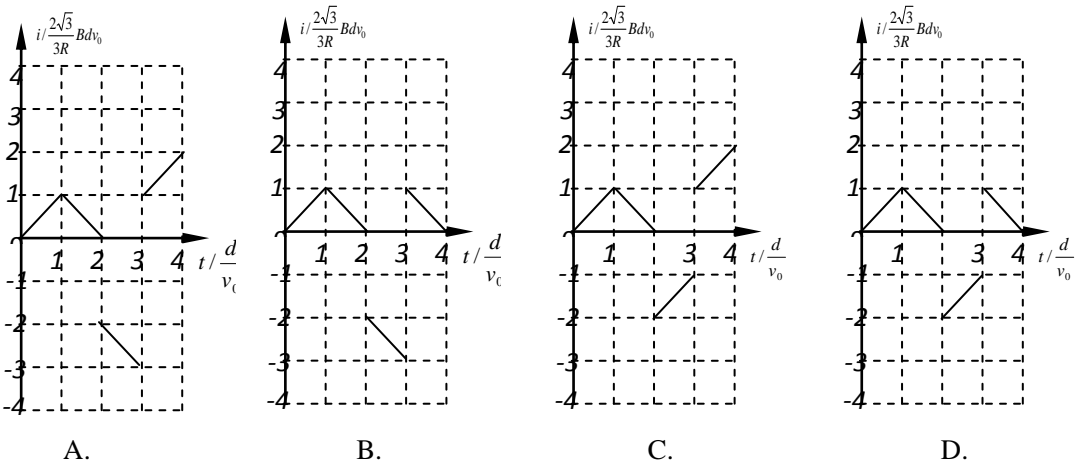 i/(2√3/3R)Bdv₀ i/(2√3/3R)Bdv₀ i/(2√3/3R)Bdv₀ i/(2√3/3R)Bdv₀
4 4 4 4
3 3 3 3
2 2 2 2
1 1 1 1
1 2 3 4 t/(d/v₀) 1 2 3 4 t/(d/v₀) 1 2 3 4 t/(d/v₀) 1 2 3 4 t/(d/v₀)
-1 -1 -1 -1
-2 -2 -2 -2
-3 -3 -3 -3
-4 -4 -4 -4
A. B. C. D.